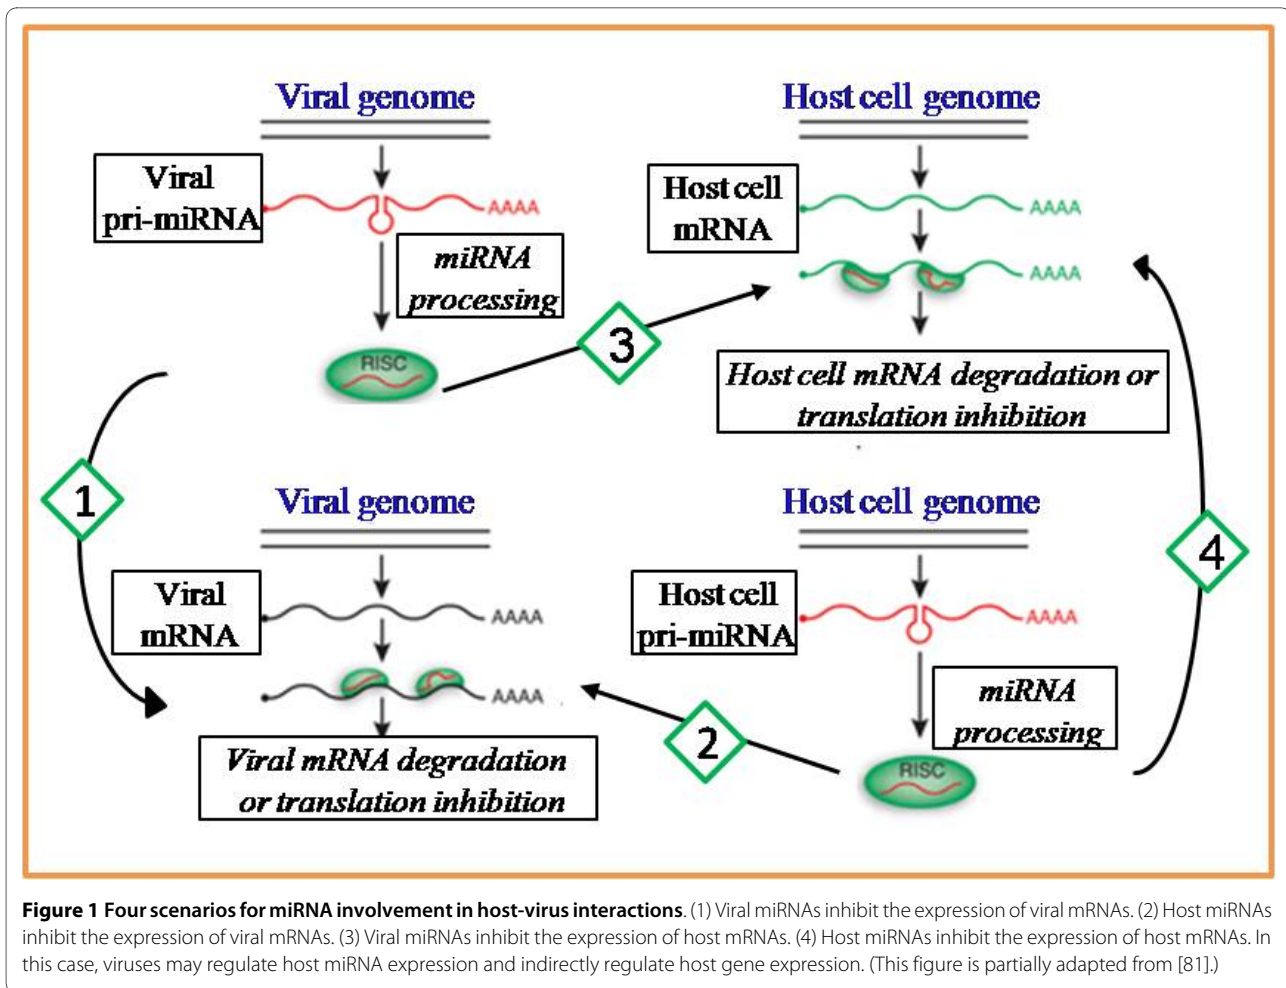 Viral genome
Host cell genome
Viral
pri-miRNA
AAAA
Host cell
mRNA
AAAA
miRNA
processing
AAAA
3
RISC
Host cell mRNA degradation or
translation inhibition
1
Viral genome
Host cell genome
4
Viral
mRNA
AAAA
Host cell
pri-miRNA
AAAA
AAAA
miRNA
processing
2
Viral mRNA degradation
or translation inhibition
RISC
Figure 1 Four scenarios for miRNA involvement in host-virus interactions. (1) Viral miRNAs inhibit the expression of viral mRNAs. (2) Host miRNAs
inhibit the expression of viral mRNAs. (3) Viral miRNAs inhibit the expression of host mRNAs. (4) Host miRNAs inhibit the expression of host mRNAs. In
this case, viruses may regulate host miRNA expression and indirectly regulate host gene expression. (This figure is partially adapted from [81].)